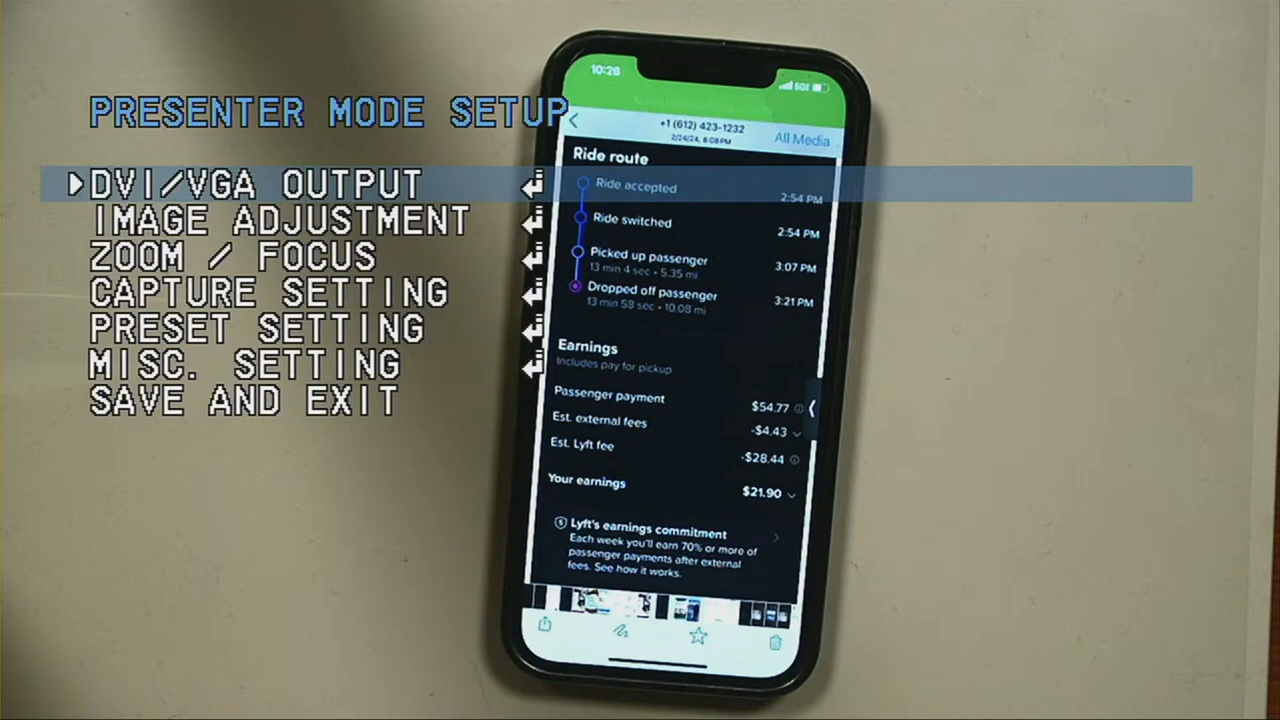 PRESENTER MODE SETUP
DVI/VGA OUTPUT
IMAGE ADJUSTMENT
ZOOM / FOCUS
CAPTURE SETTING
PRESET SETTING
MISC. SETTING
SAVE AND EXIT
10:26
+1 (612) 423-1232
2/24/24, 8:08 PM
All Media
Ride route
Ride accepted 2:54 PM
Ride switched 2:54 PM
Picked up passenger 3:07 PM
13 min 4 sec • 5.35 mi
Dropped off passenger 3:21 PM
13 min 58 sec • 10.08 mi
Earnings
Includes pay for pickup
Passenger payment $54.77
Est. external fees -$4.43
Est. Lyft fee -$28.44
Your earnings $21.90
Lyft's earnings commitment
Each week you'll earn 70% or more of
passenger payments after external
fees. See how it works.